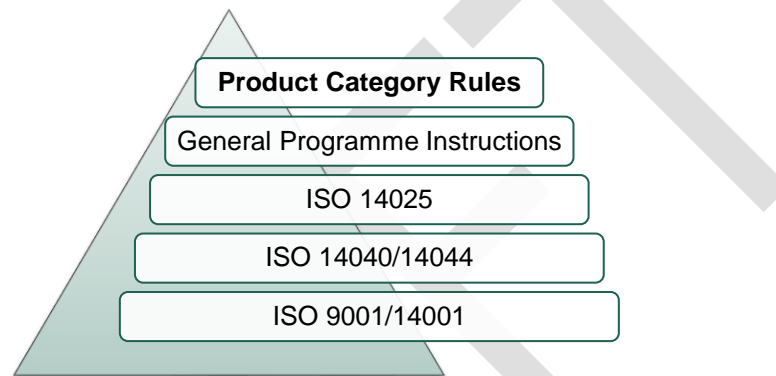 Product Category Rules
General Programme Instructions
ISO 14025
ISO 14040/14044
ISO 9001/14001